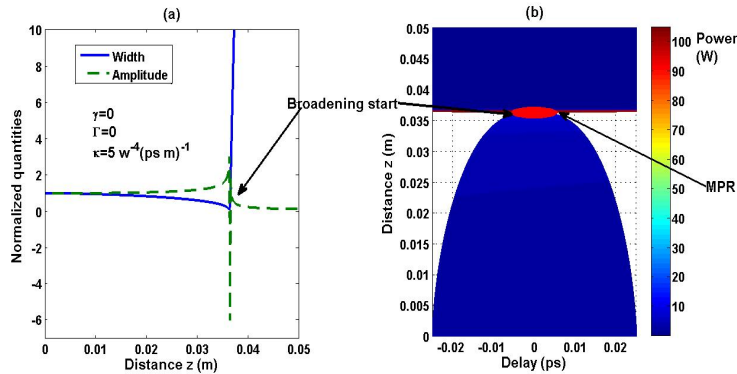 (a)
10
8
6
4
2
0
-2
-4
-6
Normalized quantities
Width
Amplitude
γ=0
Γ=0
κ=5 w⁻⁴(ps m)⁻¹
0
0.01
0.02
0.03
0.04
0.05
Distance z (m)
Broadening start
(b)
0.05
0.045
0.04
0.035
0.03
0.025
0.02
0.015
0.01
0.005
0
Distance z (m)
-0.02
-0.01
0
0.01
0.02
Delay (ps)
MPR
Power
(W)
100
90
80
70
60
50
40
30
20
10